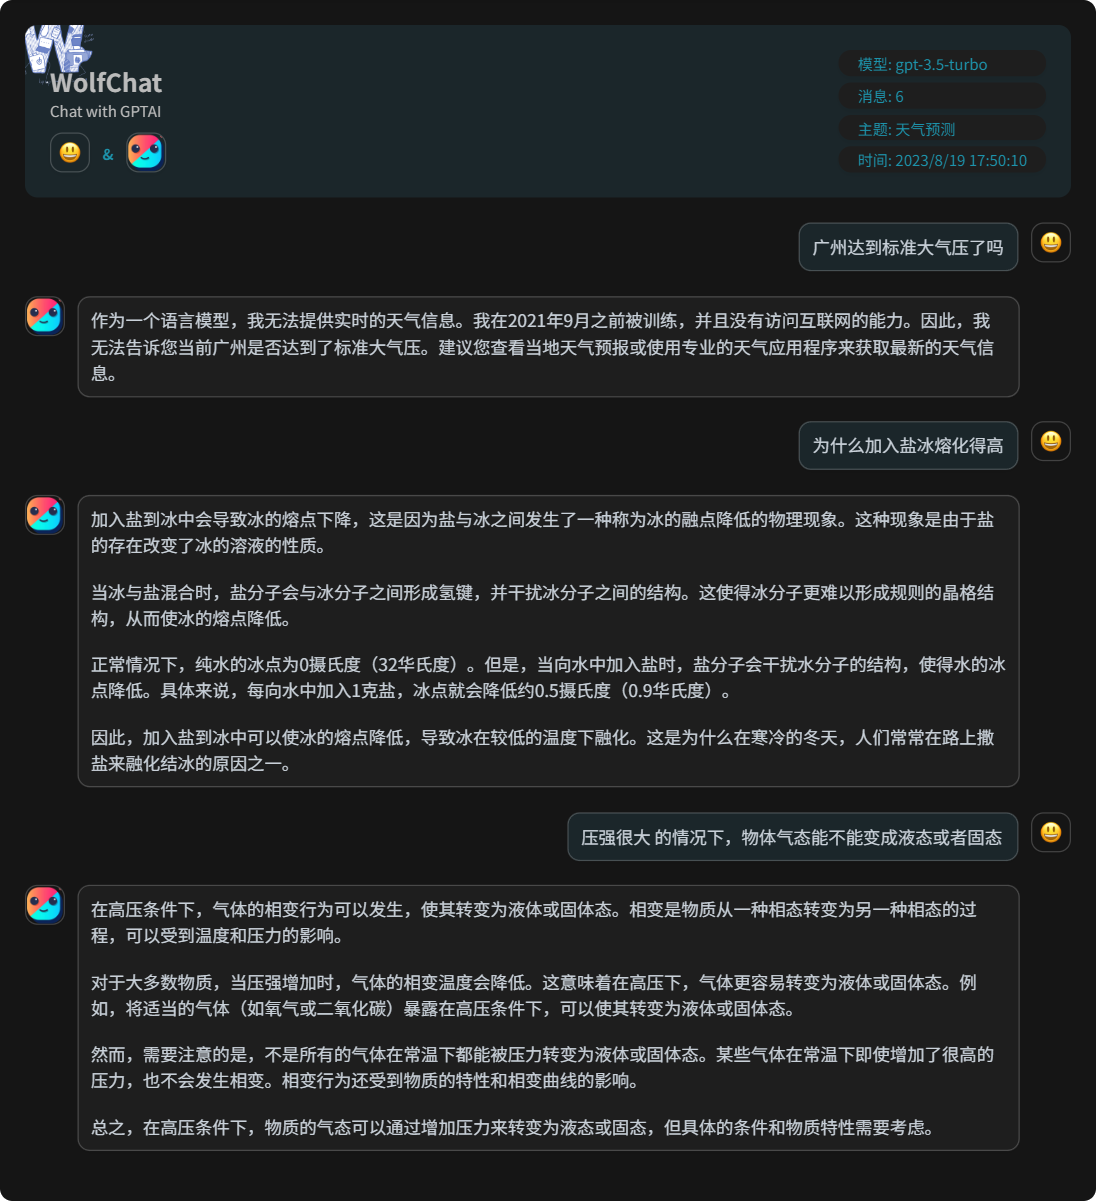 WolfChat
Chat with GPTAI
&
模型: gpt-3.5-turbo
消息: 6
主题: 天气预测
时间: 2023/8/19 17:50:10
广州达到标准大气压了吗
作为一个语言模型，我无法提供实时的天气信息。我在2021年9月之前被训练，并且没有访问互联网的能力。因此，我
无法告诉您当前广州是否达到了标准大气压。建议您查看当地天气预报或使用专业的天气应用程序来获取最新的天气信
息。
为什么加入盐冰熔化得高
加入盐到冰中会导致冰的熔点下降，这是因为盐与冰之间发生了一种称为冰的融点降低的物理现象。这种现象是由于盐
的存在改变了冰的溶液的性质。
当冰与盐混合时，盐分子会与冰分子之间形成氢键，并干扰冰分子之间的结构。这使得冰分子更难以形成规则的晶格结
构，从而使冰的熔点降低。
正常情况下，纯水的冰点为0摄氏度（32华氏度）。但是，当向水中加入盐时，盐分子会干扰水分子的结构，使得水的冰
点降低。具体来说，每向水中加入1克盐，冰点就会降低约0.5摄氏度（0.9华氏度）。
因此，加入盐到冰中可以使冰的熔点降低，导致冰在较低的温度下融化。这是为什么在寒冷的冬天，人们常常在路上撒
盐来融化结冰的原因之一。
压强很大 的情况下，物体气态能不能变成液态或者固态
在高压条件下，气体的相变行为可以发生，使其转变为液体或固体态。相变是物质从一种相态转变为另一种相态的过
程，可以受到温度和压力的影响。
对于大多数物质，当压强增加时，气体的相变温度会降低。这意味着在高压下，气体更容易转变为液体或固体态。例
如，将适当的气体（如氧气或二氧化碳）暴露在高压条件下，可以使其转变为液体或固体态。
然而，需要注意的是，不是所有的气体在常温下都能被压力转变为液体或固体态。某些气体在常温下即使增加了很高的
压力，也不会发生相变。相变行为还受到物质的特性和相变曲线的影响。
总之，在高压条件下，物质的气态可以通过增加压力来转变为液态或固态，但具体的条件和物质特性需要考虑。